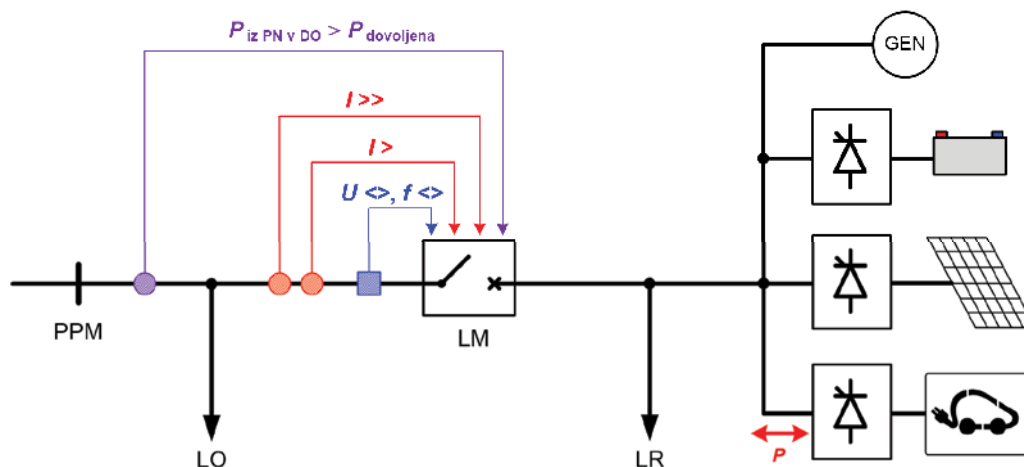 P iz PN v DO > P dovoljena
GEN
I >>
I >
U <>, f <>
PPM
LM
LO
LR
P